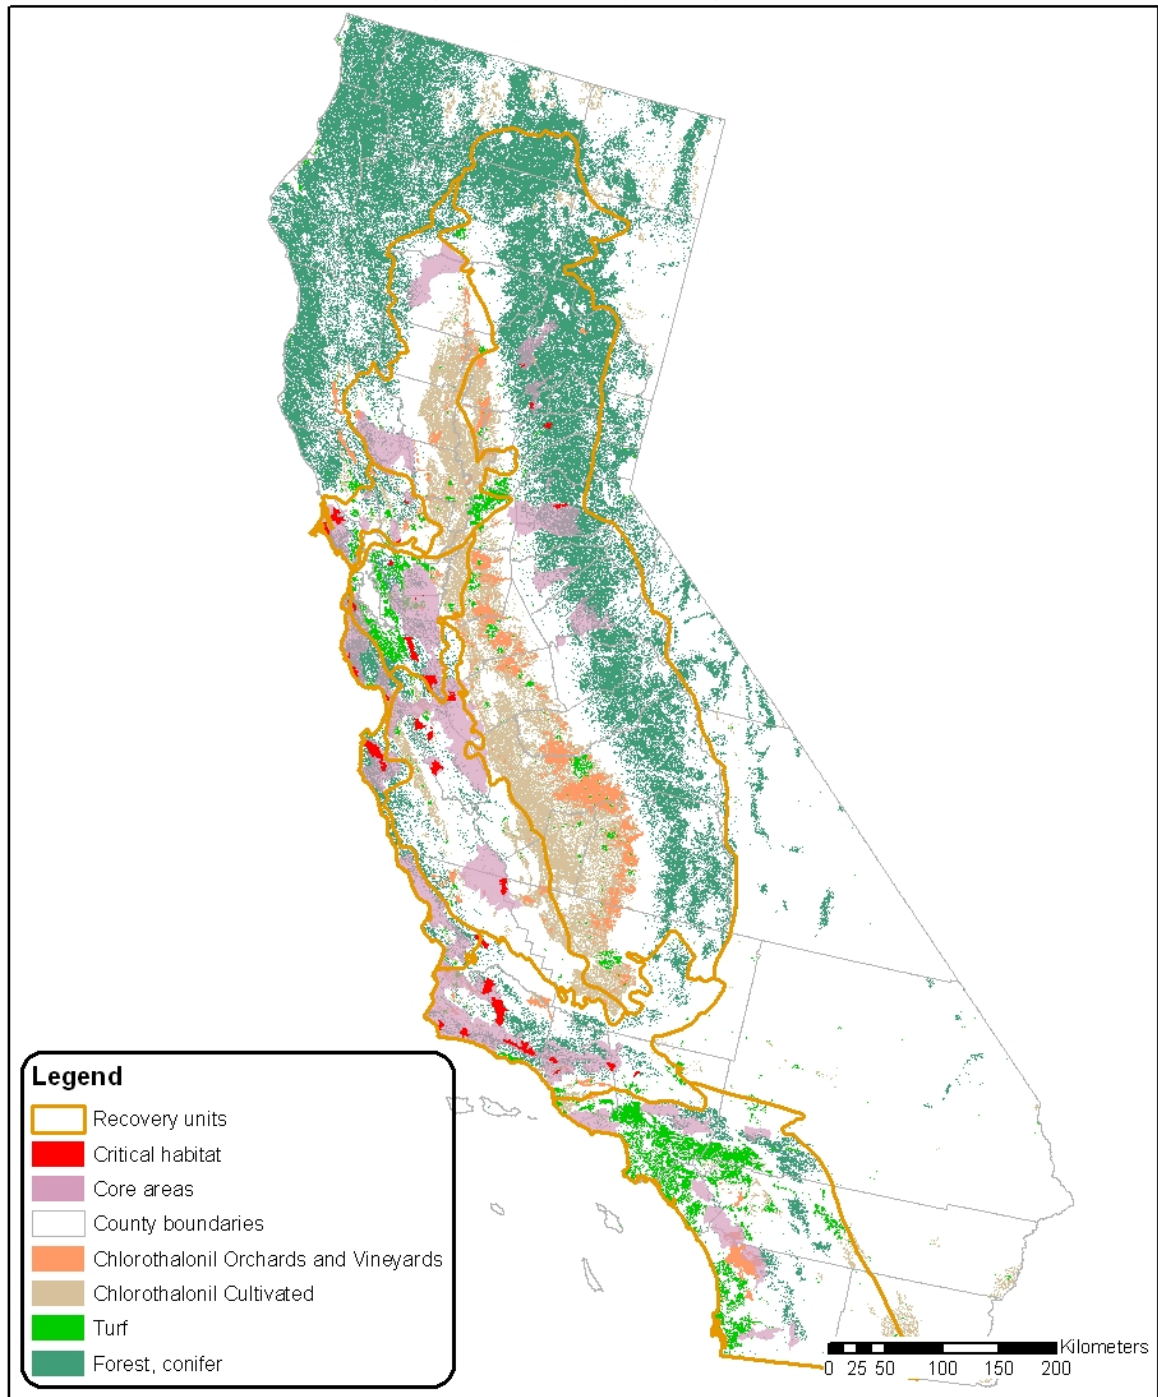 Legend
Recovery units
Critical habitat
Core areas
County boundaries
Chlorothalonil Orchards and Vineyards
Chlorothalonil Cultivated
Turf
Forest, conifer
Kilometers
0 25 50 100 150 200